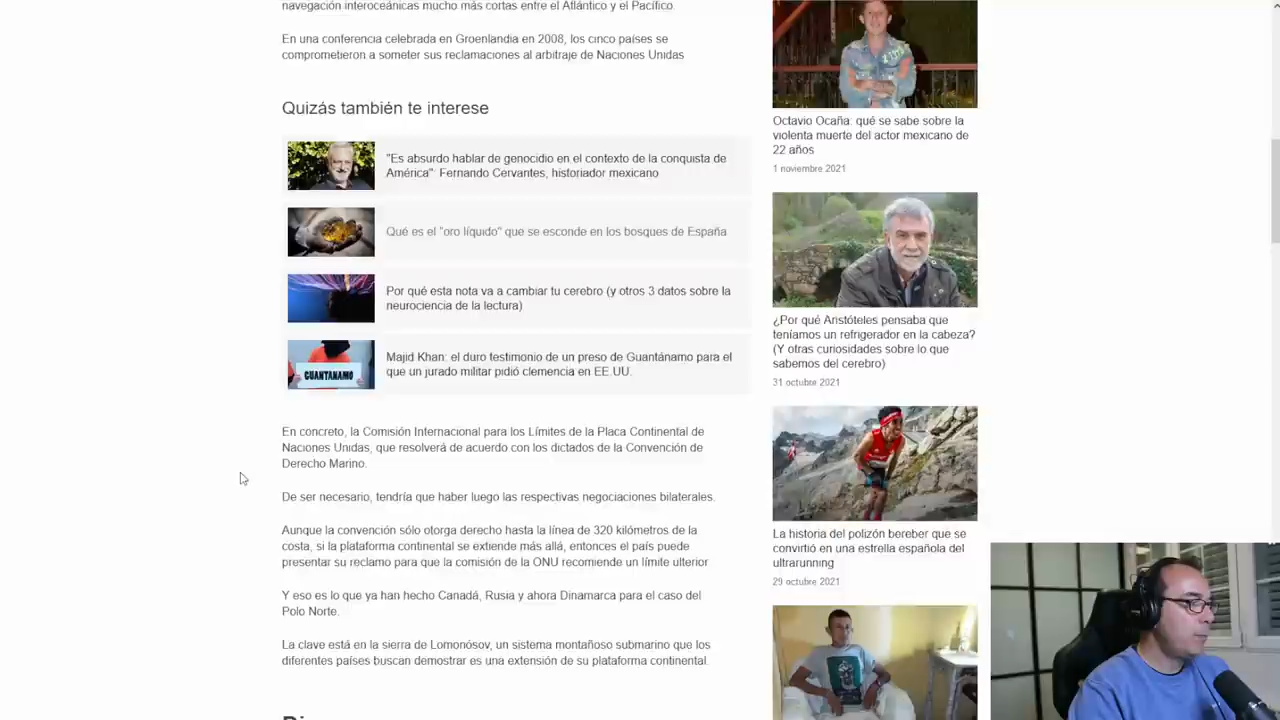 navegación interoceánicas mucho más cortas entre el Atlántico y el Pacífico.
En una conferencia celebrada en Groenlandia en 2008, los cinco países se
comprometieron a someter sus reclamaciones al arbitraje de Naciones Unidas
Quizás también te interese
"Es absurdo hablar de genocidio en el contexto de la conquista de
América": Fernando Cervantes, historiador mexicano
Qué es el "oro líquido" que se esconde en los bosques de España
Por qué esta nota va a cambiar tu cerebro (y otros 3 datos sobre la
neurociencia de la lectura)
GUANTANAMO
Majid Khan: el duro testimonio de un preso de Guantánamo para el
que un jurado militar pidió clemencia en EE.UU.
En concreto, la Comisión Internacional para los Límites de la Placa Continental de
Naciones Unidas, que resolverá de acuerdo con los dictados de la Convención de
Derecho Marino.
De ser necesario, tendría que haber luego las respectivas negociaciones bilaterales.
Aunque la convención sólo otorga derecho hasta la línea de 320 kilómetros de la
costa, si la plataforma continental se extiende más allá, entonces el país puede
presentar su reclamo para que la comisión de la ONU recomiende un límite ulterior
Y eso es lo que ya han hecho Canadá, Rusia y ahora Dinamarca para el caso del
Polo Norte.
La clave está en la sierra de Lomonósov, un sistema montañoso submarino que los
diferentes países buscan demostrar es una extensión de su plataforma continental.
Octavio Ocaña: qué se sabe sobre la
violenta muerte del actor mexicano de
22 años
1 noviembre 2021
¿Por qué Aristóteles pensaba que
teníamos un refrigerador en la cabeza?
(Y otras curiosidades sobre lo que
sabemos del cerebro)
31 octubre 2021
La historia del polizón bereber que se
convirtió en una estrella española del
ultrarunning
29 octubre 2021